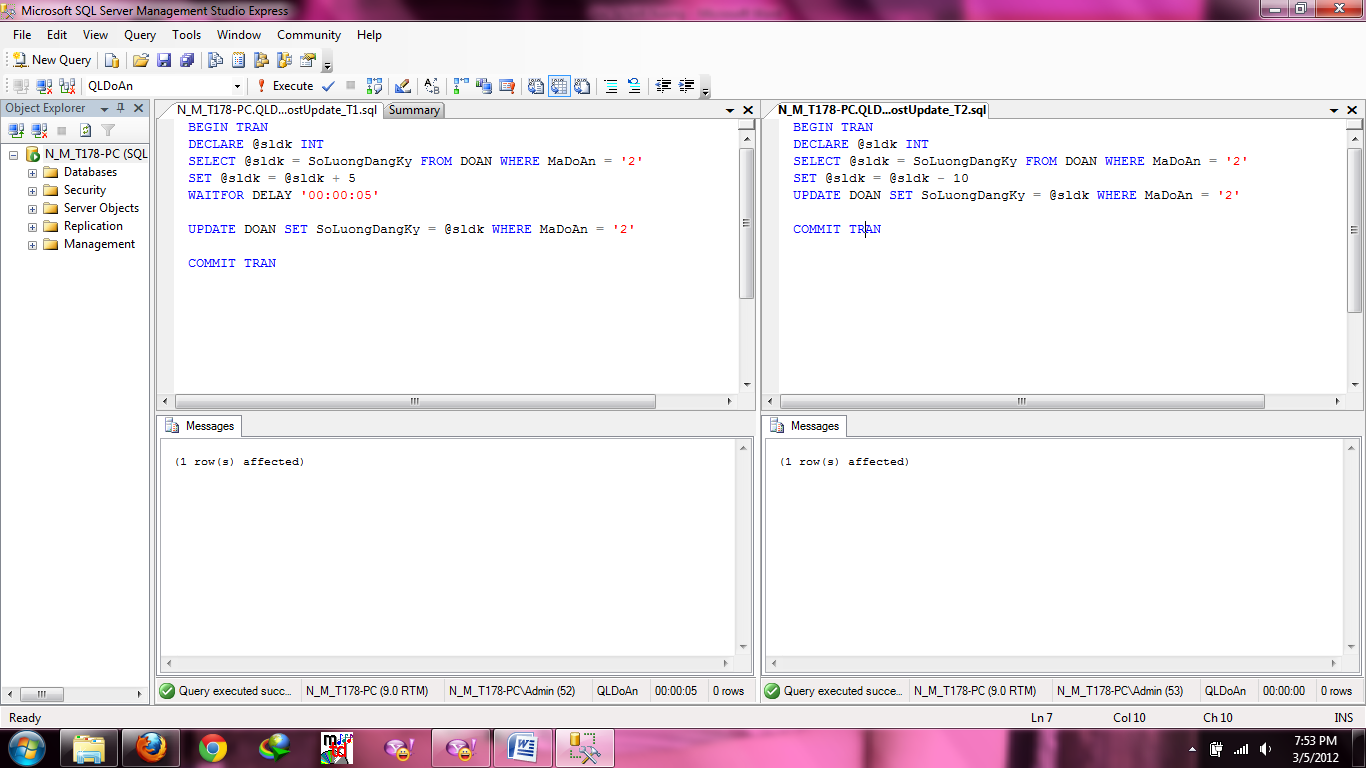 Microsoft SQL Server Management Studio Express
File Edit View Query Tools Window Community Help
New Query
QLDoAn Execute
Object Explorer
N_M_T178-PC (SQL
Databases
Security
Server Objects
Replication
Management
N_M_T178-PC.QLD...ostUpdate_T1.sql Summary
BEGIN TRAN
DECLARE @sldk INT
SELECT @sldk = SoLuongDangKy FROM DOAN WHERE MaDoAn = '2'
SET @sldk = @sldk + 5
WAITFOR DELAY '00:00:05'
UPDATE DOAN SET SoLuongDangKy = @sldk WHERE MaDoAn = '2'
COMMIT TRAN
Messages
(1 row(s) affected)
Query executed succ... N_M_T178-PC (9.0 RTM) N_M_T178-PC\Admin (52) QLDoAn 00:00:05 0 rows
N_M_T178-PC.QLD...ostUpdate_T2.sql
BEGIN TRAN
DECLARE @sldk INT
SELECT @sldk = SoLuongDangKy FROM DOAN WHERE MaDoAn = '2'
SET @sldk = @sldk - 10
UPDATE DOAN SET SoLuongDangKy = @sldk WHERE MaDoAn = '2'
COMMIT TRAN
Messages
(1 row(s) affected)
Query executed succe... N_M_T178-PC (9.0 RTM) N_M_T178-PC\Admin (53) QLDoAn 00:00:00 0 rows
Ready Ln 7 Col 10 Ch 10 INS
7:53 PM
3/5/2012